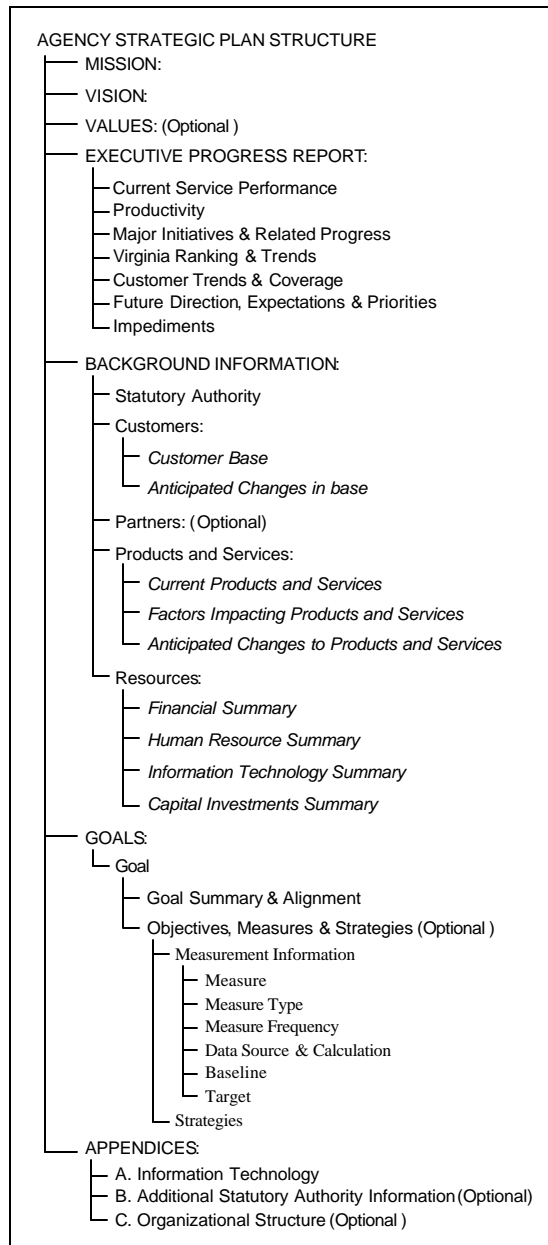 AGENCY STRATEGIC PLAN STRUCTURE
MISSION:
VISION:
VALUES: (Optional )
EXECUTIVE PROGRESS REPORT:
Current Service Performance
Productivity
Major Initiatives & Related Progress
Virginia Ranking & Trends
Customer Trends & Coverage
Future Direction, Expectations & Priorities
Impediments
BACKGROUND INFORMATION:
Statutory Authority
Customers:
Customer Base
Anticipated Changes in base
Partners: (Optional)
Products and Services:
Current Products and Services
Factors Impacting Products and Services
Anticipated Changes to Products and Services
Resources:
Financial Summary
Human Resource Summary
Information Technology Summary
Capital Investments Summary
GOALS:
Goal
Goal Summary & Alignment
Objectives, Measures & Strategies (Optional )
Measurement Information
Measure
Measure Type
Measure Frequency
Data Source & Calculation
Baseline
Target
Strategies
APPENDICES:
A. Information Technology
B. Additional Statutory Authority Information (Optional)
C. Organizational Structure (Optional )